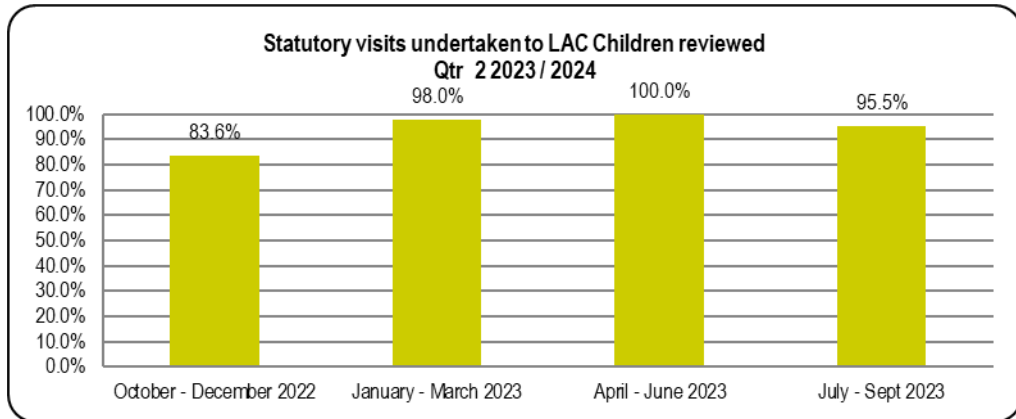 Statutory visits undertaken to LAC Children reviewed
Qtr 2 2023 / 2024
98.0%
100.0%
95.5%
83.6%
100.0%
90.0%
80.0%
70.0%
60.0%
50.0%
40.0%
30.0%
20.0%
10.0%
0.0%
October - December 2022
January - March 2023
April - June 2023
July - Sept 2023